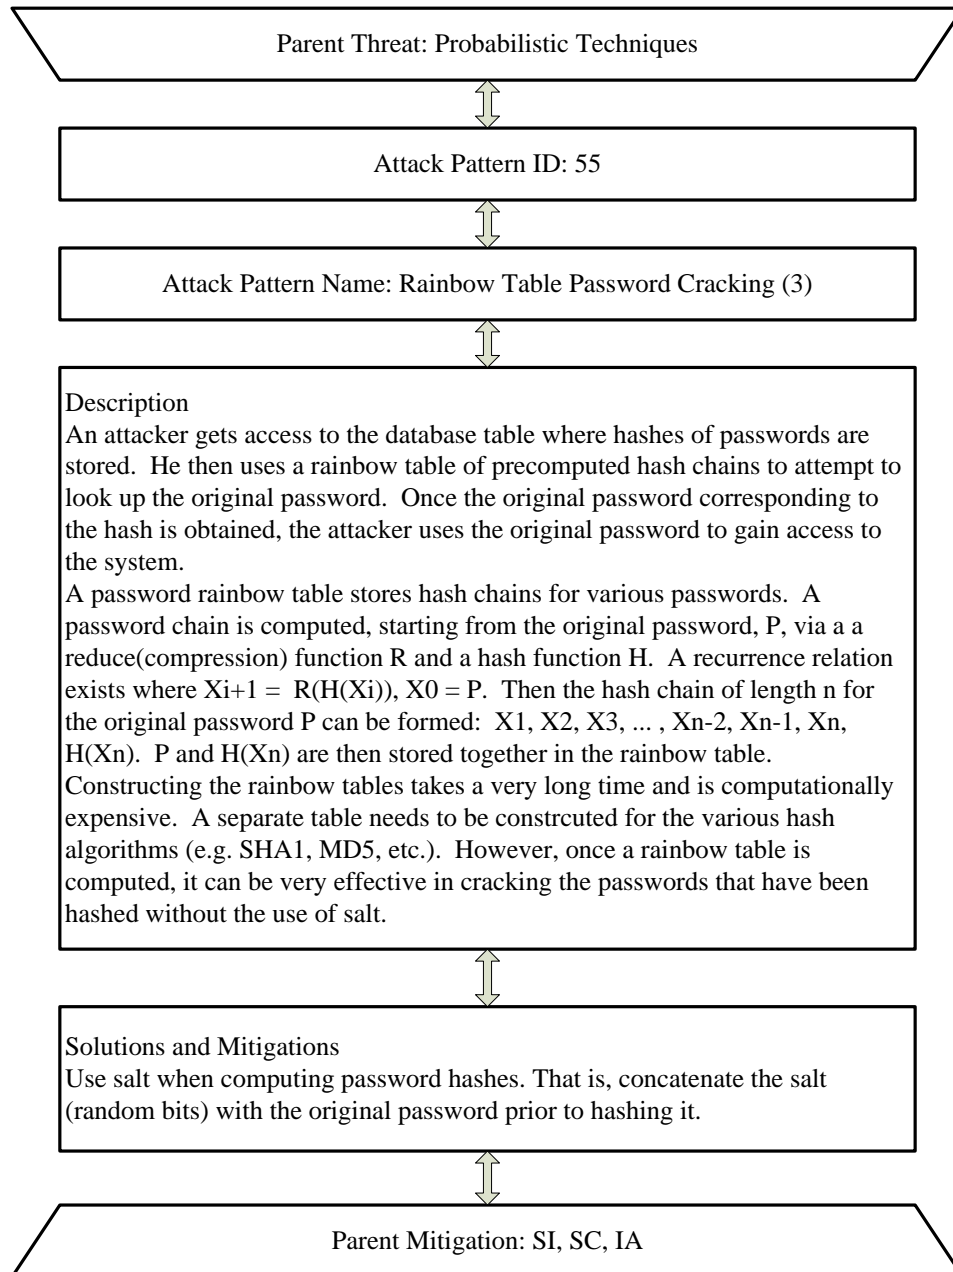 Parent Threat: Probabilistic Techniques
Attack Pattern ID: 55
Attack Pattern Name: Rainbow Table Password Cracking (3)
Description
An attacker gets access to the database table where hashes of passwords are
stored.  He then uses a rainbow table of precomputed hash chains to attempt to
look up the original password.  Once the original password corresponding to
the hash is obtained, the attacker uses the original password to gain access to
the system.
A password rainbow table stores hash chains for various passwords.  A
password chain is computed, starting from the original password, P, via a a
reduce(compression) function R and a hash function H.  A recurrence relation
exists where Xi+1 =  R(H(Xi)), X0 = P.  Then the hash chain of length n for
the original password P can be formed:  X1, X2, X3, ... , Xn-2, Xn-1, Xn,
H(Xn).  P and H(Xn) are then stored together in the rainbow table.
Constructing the rainbow tables takes a very long time and is computationally
expensive.  A separate table needs to be constrcuted for the various hash
algorithms (e.g. SHA1, MD5, etc.).  However, once a rainbow table is
computed, it can be very effective in cracking the passwords that have been
hashed without the use of salt.
Solutions and Mitigations
Use salt when computing password hashes. That is, concatenate the salt
(random bits) with the original password prior to hashing it.
Parent Mitigation: SI, SC, IA